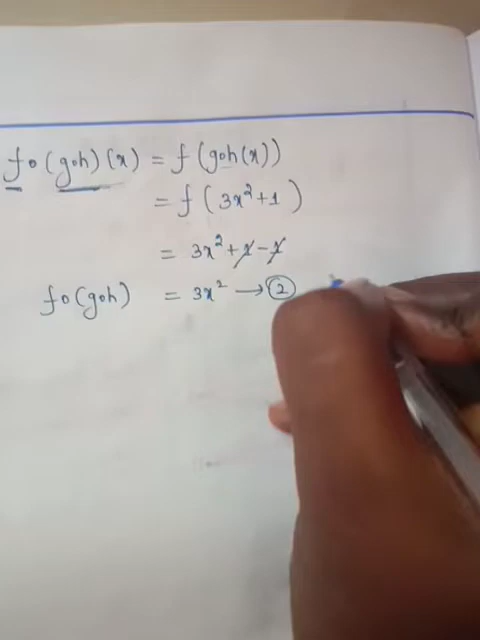 fo(goh)(x) = f(goh(x))
= f(3x²+1)
= 3x²+1-1
fo(goh) = 3x² → ②